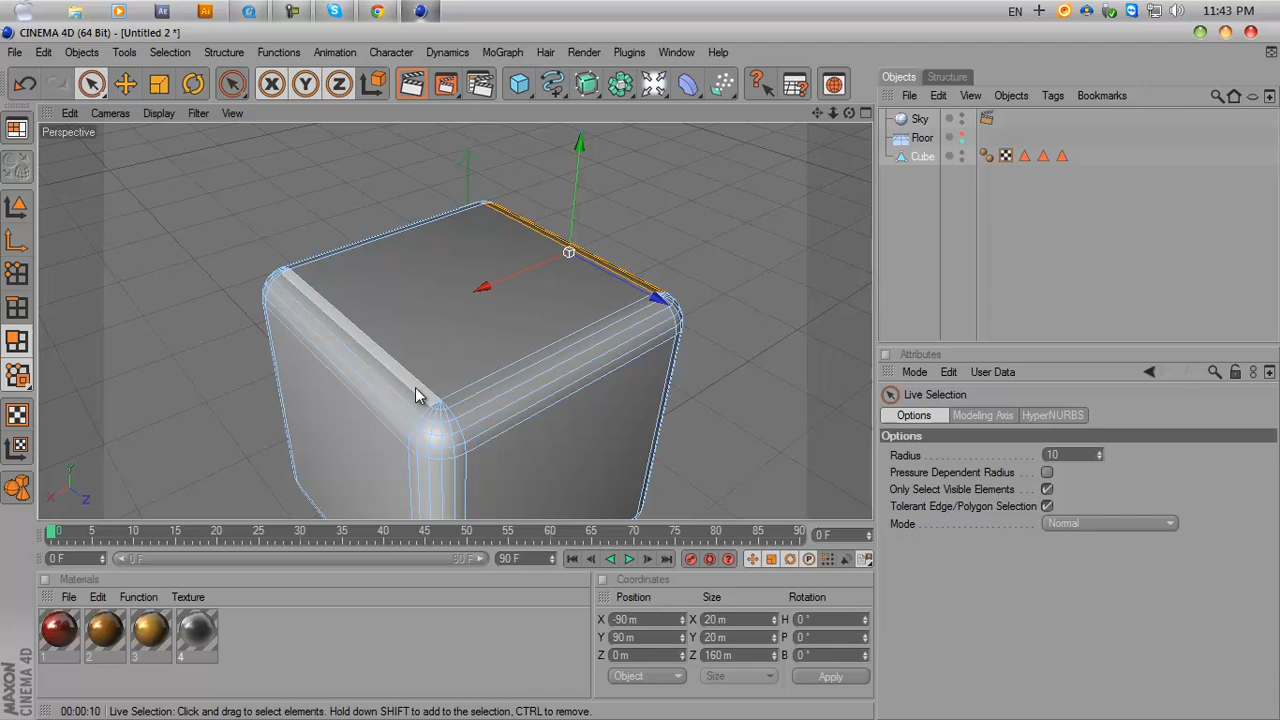 EN
11:43 PM
CINEMA 4D (64 Bit) - [Untitled 2 *]
File Edit Objects Tools Selection Structure Functions Animation Character Dynamics MoGraph Hair Render Plugins Window Help
Edit Cameras Display Filter View
Perspective
Y
X
Z
Objects Structure
File Edit View Objects Tags Bookmarks
Sky
Floor
Cube
Attributes
Mode Edit User Data
Live Selection
Options Modeling Axis HyperNURBS
Options
Radius 10
Pressure Dependent Radius
Only Select Visible Elements
Tolerant Edge/Polygon Selection
Mode Normal
0 5 10 15 20 25 30 35 40 45 50 55 60 65 70 75 80 85 90 0 F
0 F 0 F 90 F 90 F
Materials
File Edit Function Texture
1 2 3 4
Coordinates
Position Size Rotation
X -90 m X 20 m H 0 °
Y 90 m Y 20 m P 0 °
Z 0 m Z 160 m B 0 °
Object Size Apply
MAXON
CINEMA 4D
00:00:10 Live Selection: Click and drag to select elements. Hold down SHIFT to add to the selection, CTRL to remove.